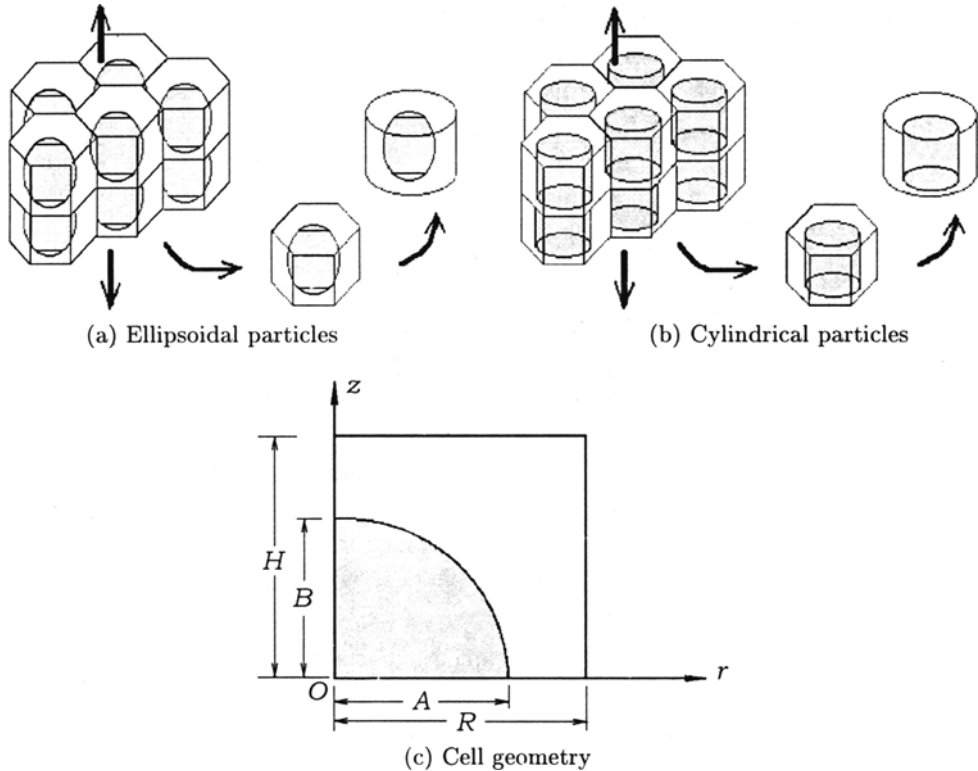 (a) Ellipsoidal particles
(b) Cylindrical particles
z
H
B
O
r
A
R
(c) Cell geometry